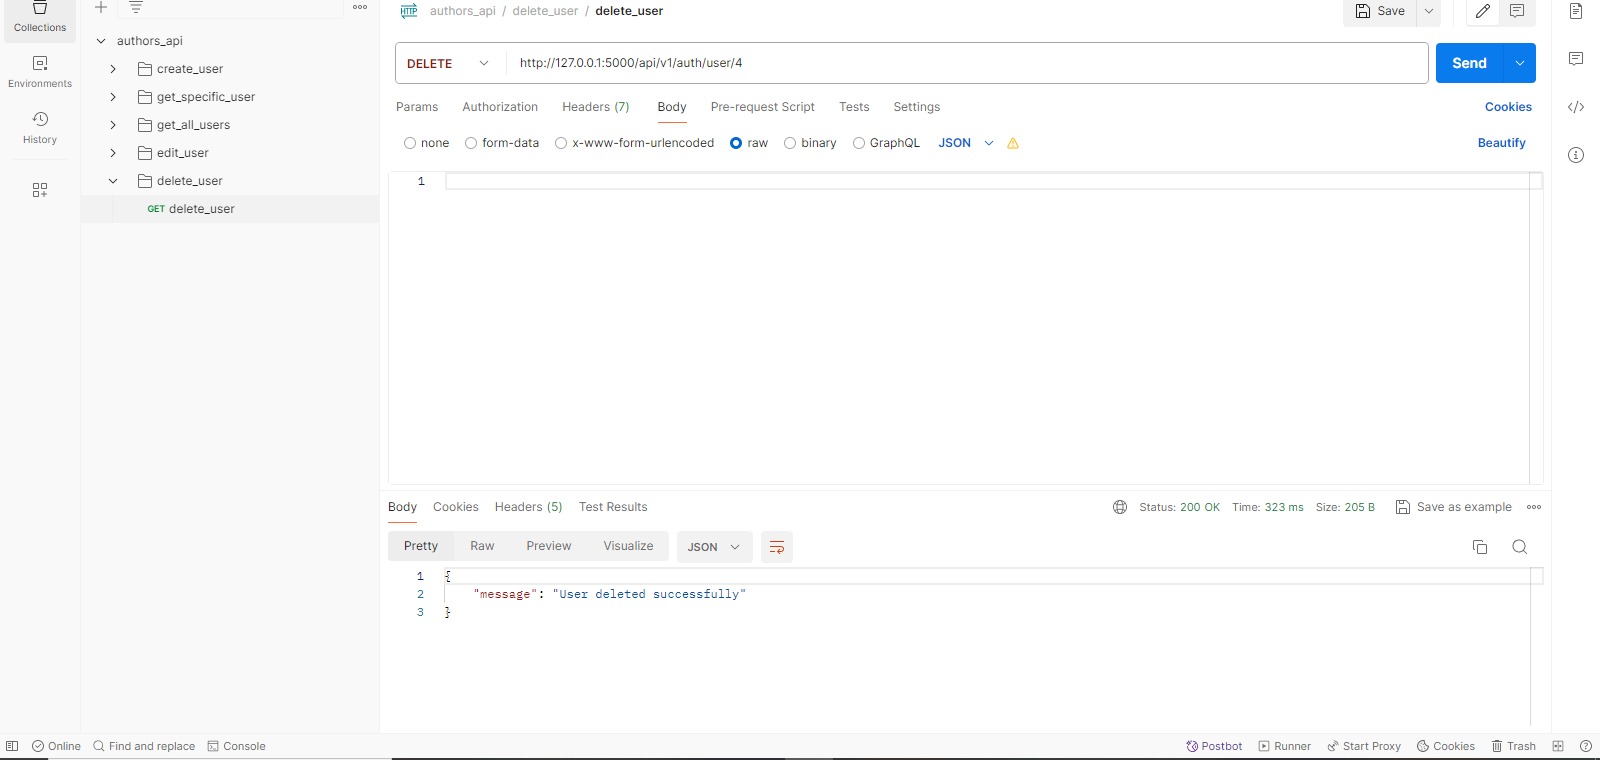 Collections
Environments
History
authors_api
create_user
get_specific_user
get_all_users
edit_user
delete_user
GET delete_user
HTTP authors_api / delete_user / delete_user
Save
DELETE http://127.0.0.1:5000/api/v1/auth/user/4 Send
Params Authorization Headers (7) Body Pre-request Script Tests Settings Cookies
none form-data x-www-form-urlencoded raw binary GraphQL JSON Beautify
1
Body Cookies Headers (5) Test Results Status: 200 OK Time: 323 ms Size: 205 B Save as example
Pretty Raw Preview Visualize JSON
1 {
2 "message": "User deleted successfully"
3 }
Online Find and replace Console Postbot Runner Start Proxy Cookies Trash